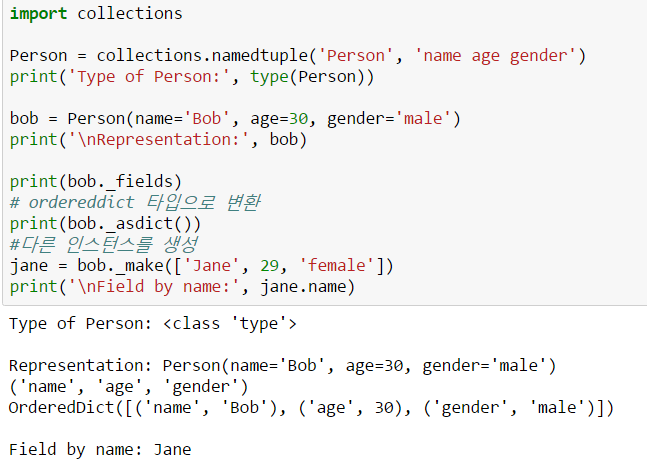 import collections
Person = collections.namedtuple('Person', 'name age gender')
print('Type of Person:', type(Person))
bob = Person(name='Bob', age=30, gender='male')
print('\nRepresentation:', bob)
print(bob._fields)
# ordereddict 타입으로 변환
print(bob._asdict())
#다른 인스턴스를 생성
jane = bob._make(['Jane', 29, 'female'])
print('\nField by name:', jane.name)
Type of Person: <class 'type'>
Representation: Person(name='Bob', age=30, gender='male')
('name', 'age', 'gender')
OrderedDict([('name', 'Bob'), ('age', 30), ('gender', 'male')])
Field by name: Jane